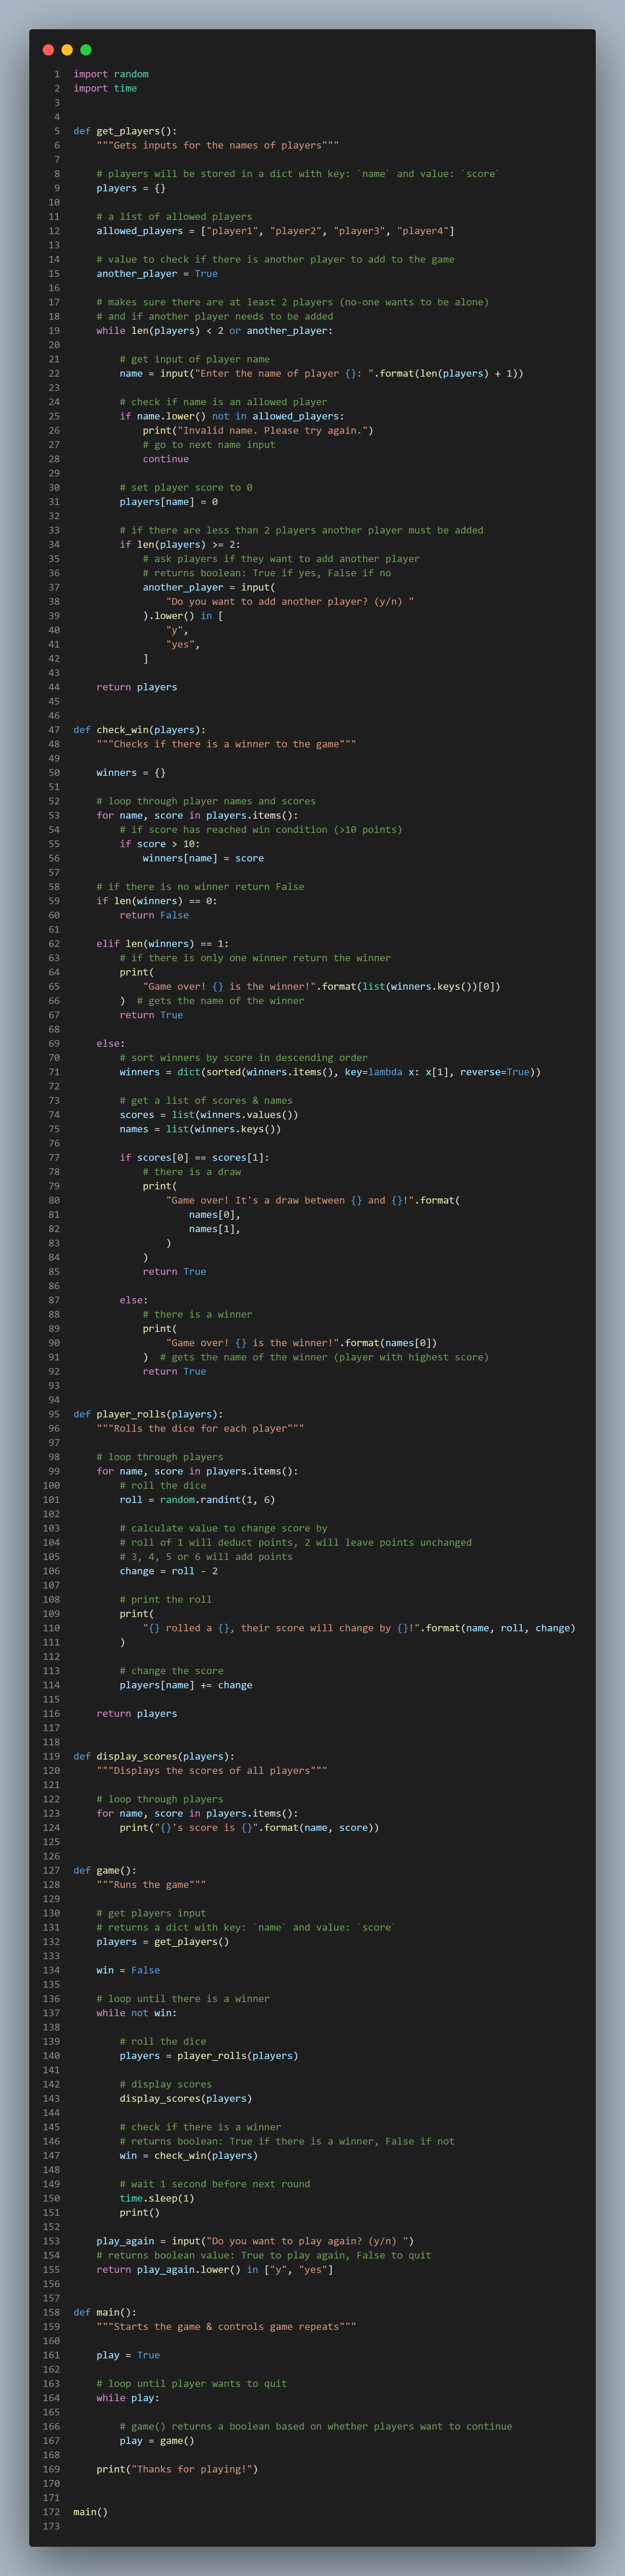 1 import random
2 import time
3
4
5 def get_players():
6     """Gets inputs for the names of players"""
7
8     # players will be stored in a dict with key: `name` and value: `score`
9     players = {}
10
11     # a list of allowed players
12     allowed_players = ["player1", "player2", "player3", "player4"]
13
14     # value to check if there is another player to add to the game
15     another_player = True
16
17     # makes sure there are at least 2 players (no-one wants to be alone)
18     # and if another player needs to be added
19     while len(players) < 2 or another_player:
20
21         # get input of player name
22         name = input("Enter the name of player {}: ".format(len(players) + 1))
23
24         # check if name is an allowed player
25         if name.lower() not in allowed_players:
26             print("Invalid name. Please try again.")
27             # go to next name input
28             continue
29
30         # set player score to 0
31         players[name] = 0
32
33         # if there are less than 2 players another player must be added
34         if len(players) >= 2:
35             # ask players if they want to add another player
36             # returns boolean: True if yes, False if no
37             another_player = input(
38                 "Do you want to add another player? (y/n) "
39             ).lower() in [
40                 "y",
41                 "yes",
42             ]
43
44     return players
45
46
47 def check_win(players):
48     """Checks if there is a winner to the game"""
49
50     winners = {}
51
52     # loop through player names and scores
53     for name, score in players.items():
54         # if score has reached win condition (>10 points)
55         if score > 10:
56             winners[name] = score
57
58     # if there is no winner return False
59     if len(winners) == 0:
60         return False
61
62     elif len(winners) == 1:
63         # if there is only one winner return the winner
64         print(
65             "Game over! {} is the winner!".format(list(winners.keys())[0])
66         )  # gets the name of the winner
67         return True
68
69     else:
70         # sort winners by score in descending order
71         winners = dict(sorted(winners.items(), key=lambda x: x[1], reverse=True))
72
73         # get a list of scores & names
74         scores = list(winners.values())
75         names = list(winners.keys())
76
77         if scores[0] == scores[1]:
78             # there is a draw
79             print(
80                 "Game over! It's a draw between {} and {}!".format(
81                     names[0],
82                     names[1],
83                 )
84             )
85             return True
86
87         else:
88             # there is a winner
89             print(
90                 "Game over! {} is the winner!".format(names[0])
91             )  # gets the name of the winner (player with highest score)
92             return True
93
94
95 def player_rolls(players):
96     """Rolls the dice for each player"""
97
98     # loop through players
99     for name, score in players.items():
100         # roll the dice
101         roll = random.randint(1, 6)
102
103         # calculate value to change score by
104         # roll of 1 will deduct points, 2 will leave points unchanged
105         # 3, 4, 5 or 6 will add points
106         change = roll - 2
107
108         # print the roll
109         print(
110             "{} rolled a {}, their score will change by {}!".format(name, roll, change)
111         )
112
113         # change the score
114         players[name] += change
115
116     return players
117
118
119 def display_scores(players):
120     """Displays the scores of all players"""
121
122     # loop through players
123     for name, score in players.items():
124         print("{}'s score is {}".format(name, score))
125
126
127 def game():
128     """Runs the game"""
129
130     # get players input
131     # returns a dict with key: `name` and value: `score`
132     players = get_players()
133
134     win = False
135
136     # loop until there is a winner
137     while not win:
138
139         # roll the dice
140         players = player_rolls(players)
141
142         # display scores
143         display_scores(players)
144
145         # check if there is a winner
146         # returns boolean: True if there is a winner, False if not
147         win = check_win(players)
148
149         # wait 1 second before next round
150         time.sleep(1)
151         print()
152
153     play_again = input("Do you want to play again? (y/n) ")
154     # returns boolean value: True to play again, False to quit
155     return play_again.lower() in ["y", "yes"]
156
157
158 def main():
159     """Starts the game & controls game repeats"""
160
161     play = True
162
163     # loop until player wants to quit
164     while play:
165
166         # game() returns a boolean based on whether players want to continue
167         play = game()
168
169     print("Thanks for playing!")
170
171
172 main()
173